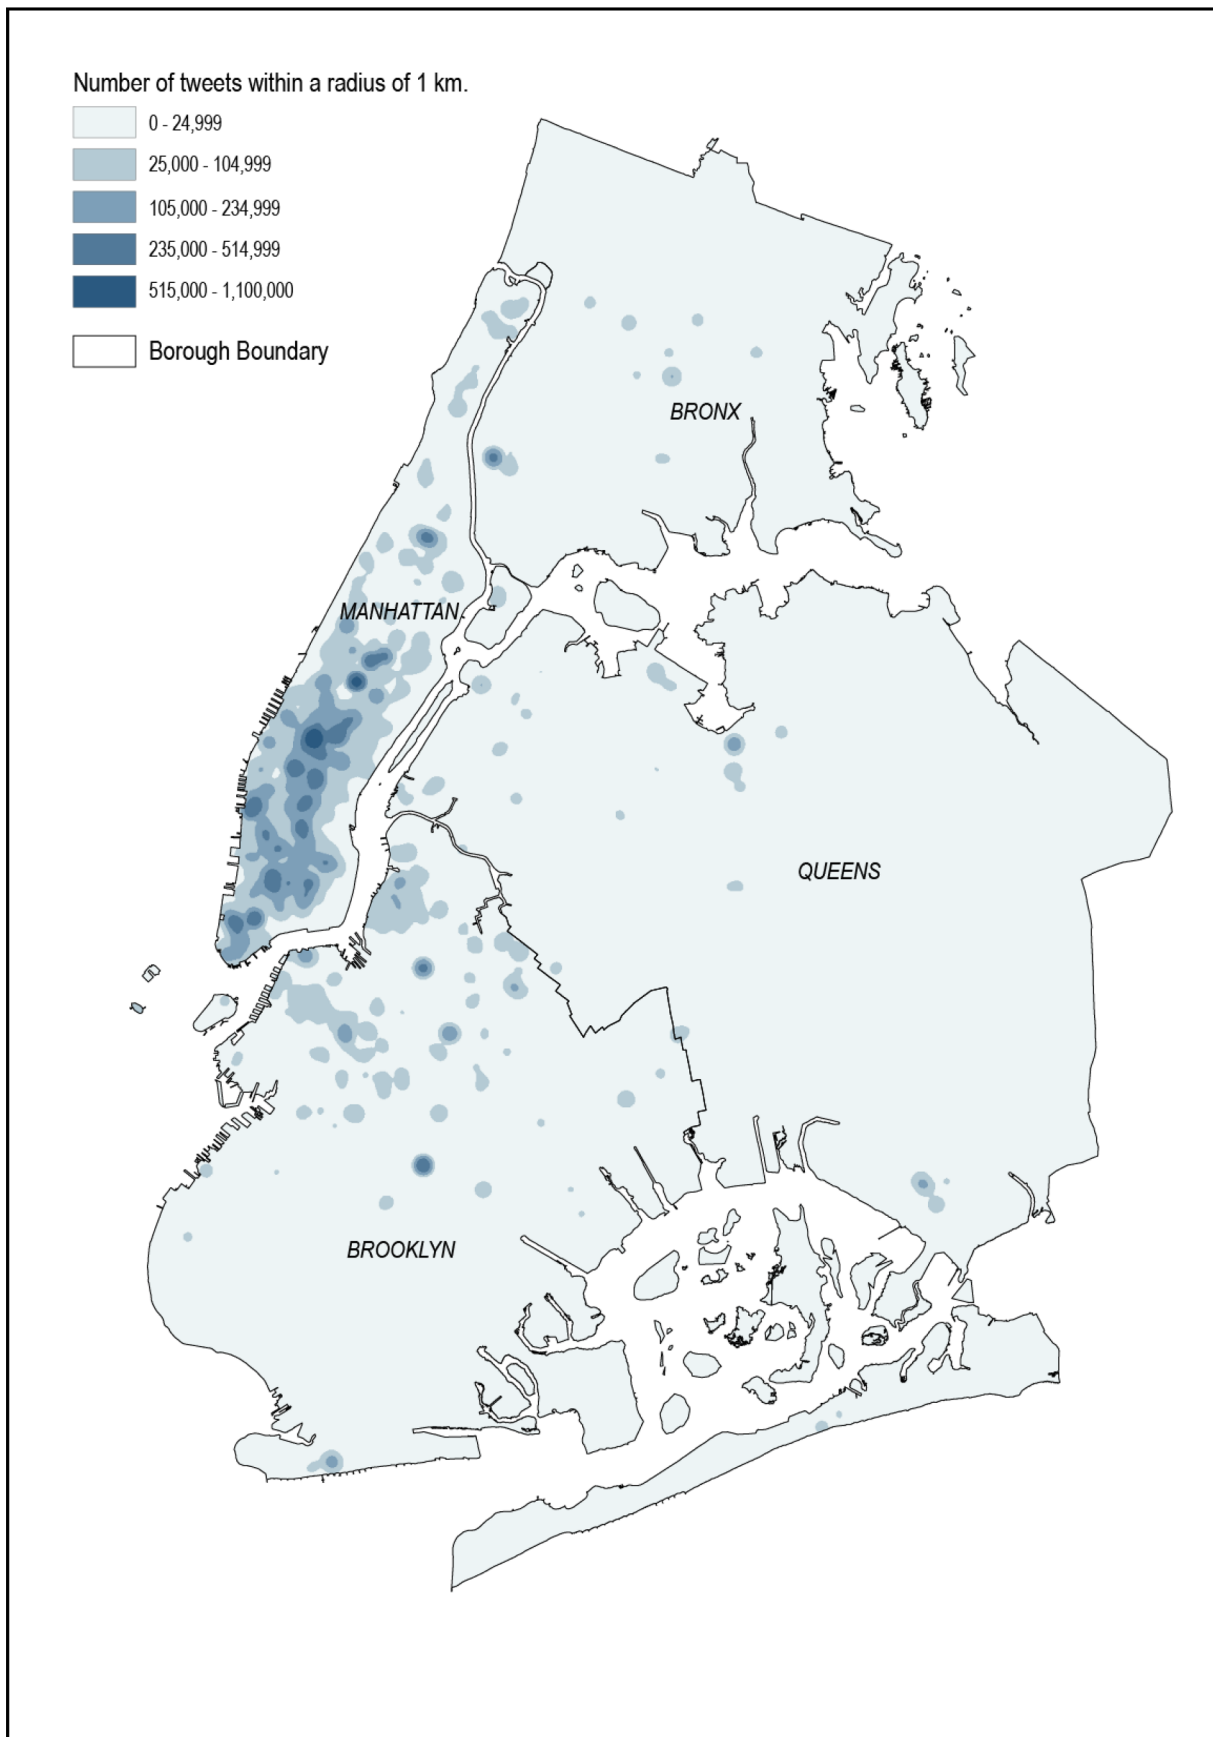 Number of tweets within a radius of 1 km.
0 - 24,999
25,000 - 104,999
105,000 - 234,999
235,000 - 514,999
515,000 - 1,100,000
Borough Boundary
BRONX
MANHATTAN
QUEENS
BROOKLYN